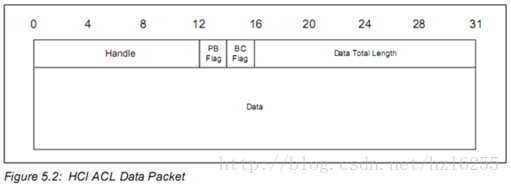 0 4 8 12 16 20 24 28 31
Handle PB Flag BC Flag Data Total Length
Data
http://blog.csdn.net/hzl6255
Figure 5.2: HCI ACL Data Packet